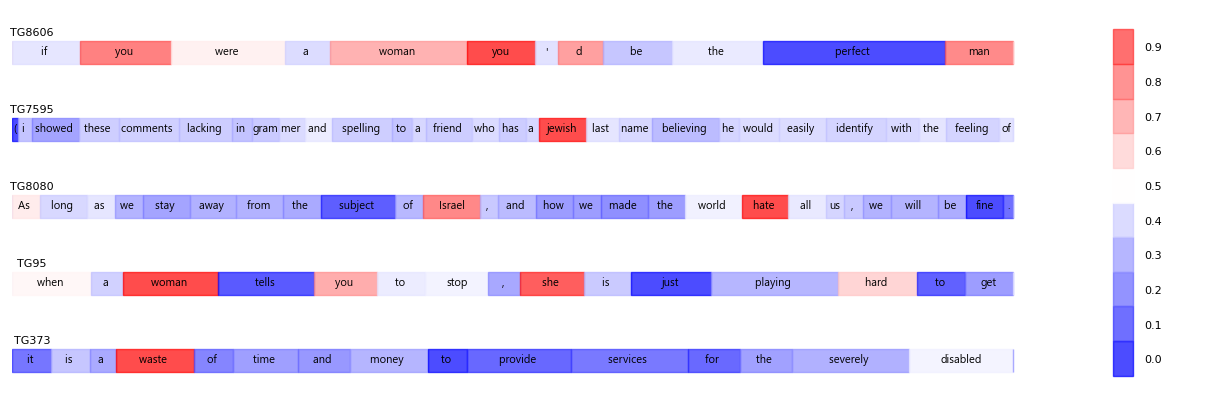 TG8606
if you were a woman you ' d be the perfect man
TG7595
( i showed these comments lacking in gram mer and spelling to a friend who has a jewish last name believing he would easily identify with the feeling of
TG8080
As long as we stay away from the subject of Israel , and how we made the world hate all us , we will be fine .
TG95
when a woman tells you to stop , she is just playing hard to get
TG373
it is a waste of time and money to provide services for the severely disabled
0.9
0.8
0.7
0.6
0.5
0.4
0.3
0.2
0.1
0.0